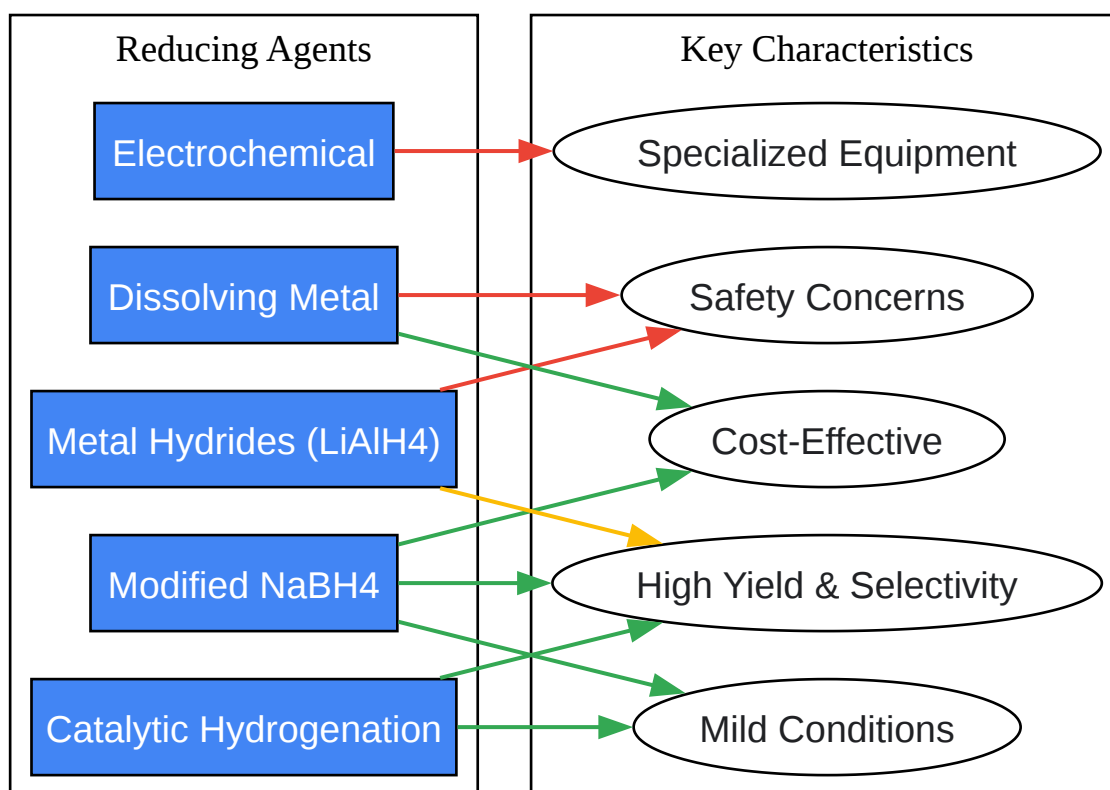 Reducing Agents
Key Characteristics
Electrochemical
Specialized Equipment
Dissolving Metal
Safety Concerns
Metal Hydrides (LiAlH4)
Cost-Effective
Modified NaBH4
High Yield & Selectivity
Catalytic Hydrogenation
Mild Conditions